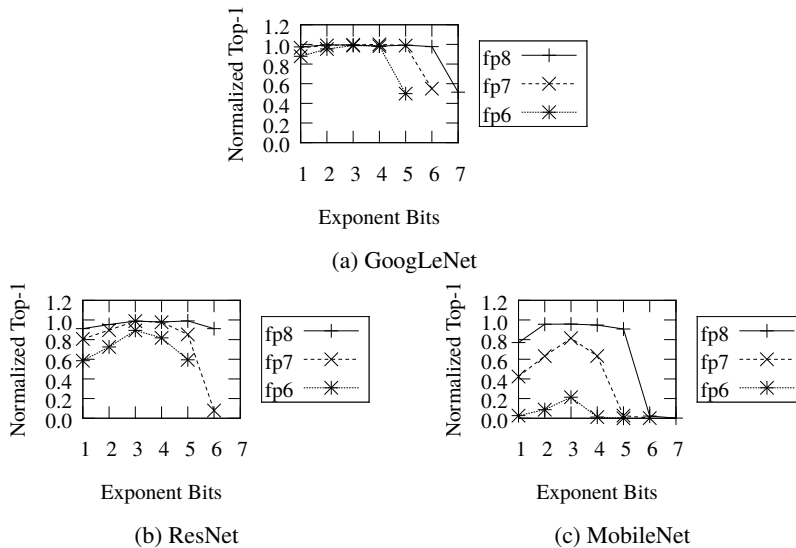 Normalized Top-1
1.2
1.0
0.8
0.6
0.4
0.2
0.0
1 2 3 4 5 6 7
Exponent Bits
fp8
fp7
fp6
(a) GoogLeNet
Normalized Top-1
1.2
1.0
0.8
0.6
0.4
0.2
0.0
1 2 3 4 5 6 7
Exponent Bits
fp8
fp7
fp6
(b) ResNet
Normalized Top-1
1.2
1.0
0.8
0.6
0.4
0.2
0.0
1 2 3 4 5 6 7
Exponent Bits
fp8
fp7
fp6
(c) MobileNet